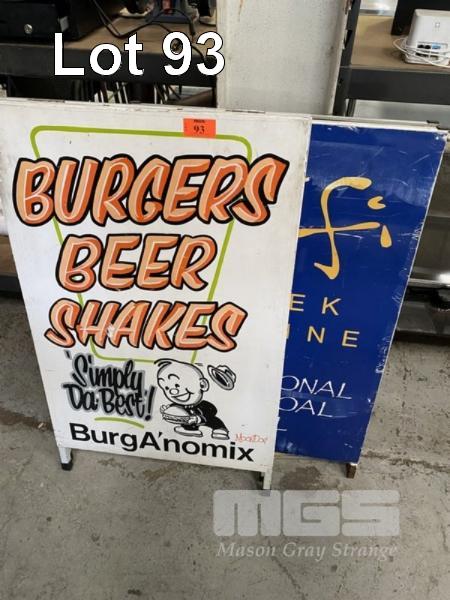 Lot 93
93
BURGERS
BEER
SHAKES
'Simply
Da Best'!
BurgA'nomix
fi
EK
INE
ONAL
OAL
MGS
Mason Gray Strange